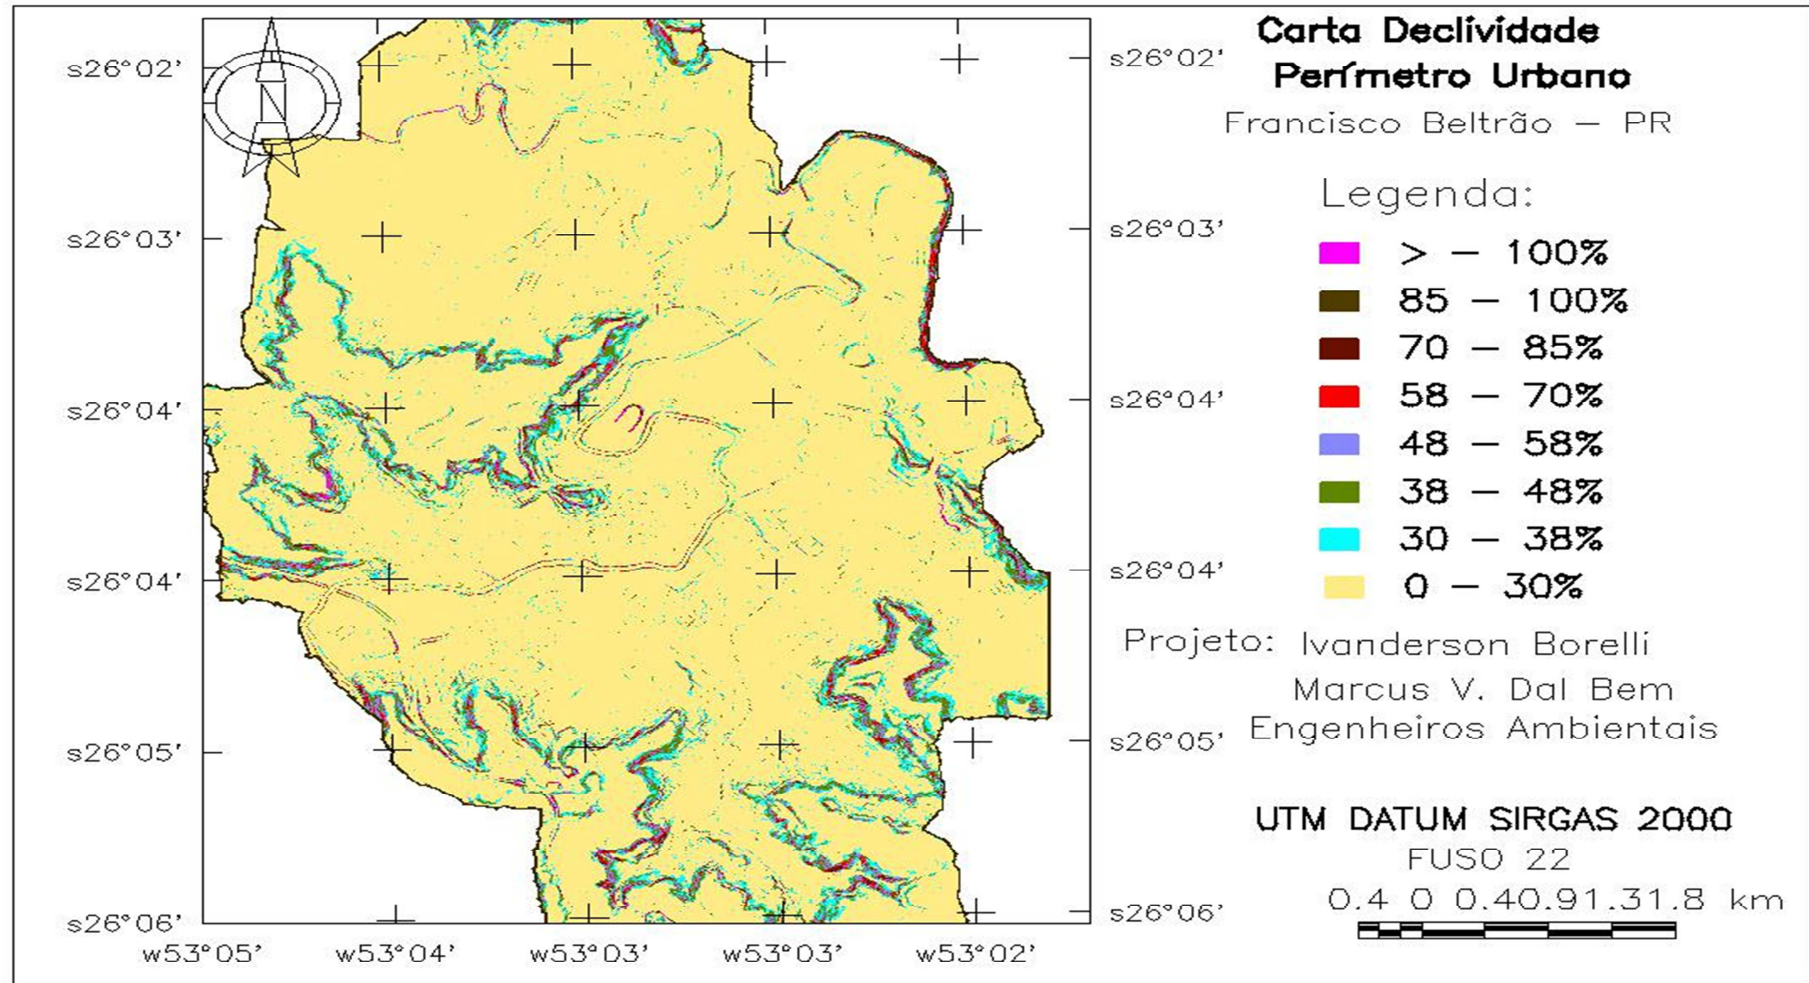 Carta Declividade
Perímetro Urbano
Francisco Beltrão – PR
Legenda:
> – 100%
85 – 100%
70 – 85%
58 – 70%
48 – 58%
38 – 48%
30 – 38%
0 – 30%
Projeto: Ivanderson Borelli
Marcus V. Dal Bem
Engenheiros Ambientais
UTM DATUM SIRGAS 2000
FUSO 22
0.4 0 0.40.91.31.8 km
N
s26°02'
s26°03'
s26°04'
s26°04'
s26°05'
s26°06'
s26°02'
s26°03'
s26°04'
s26°04'
s26°05'
s26°06'
w53°05' w53°04' w53°03' w53°03' w53°02'